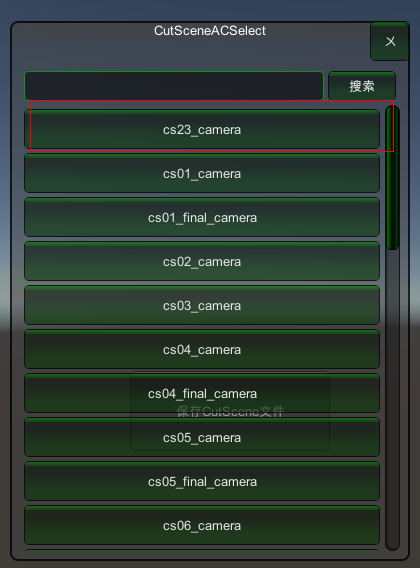 CutSceneACSelect
搜索
cs23_camera
cs01_camera
cs01_final_camera
cs02_camera
cs03_camera
cs04_camera
cs04_final_camera
保存CutScene文件
cs05_camera
cs05_final_camera
cs06_camera